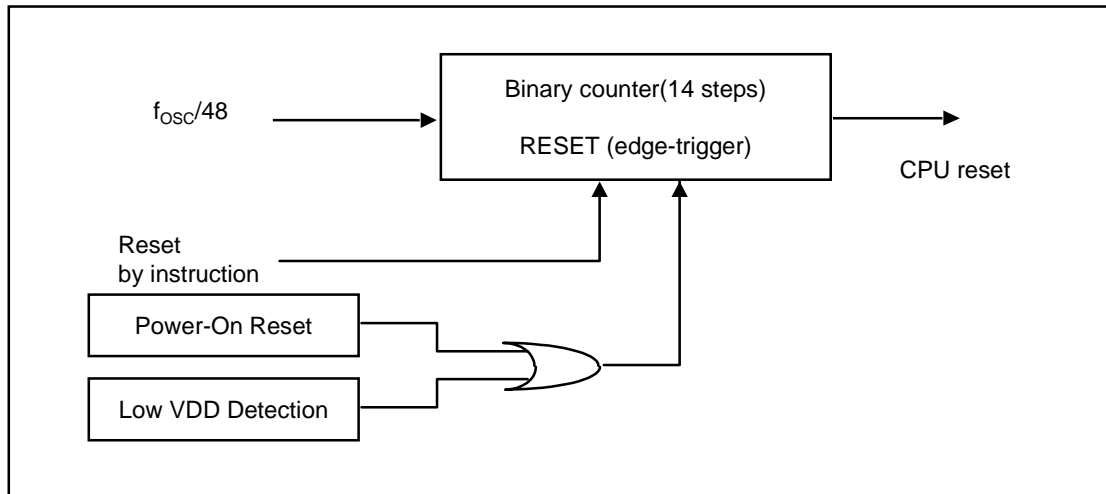 Binary counter(14 steps)
fOSC/48
RESET (edge-trigger)
CPU reset
Reset
by instruction
Power-On Reset
Low VDD Detection